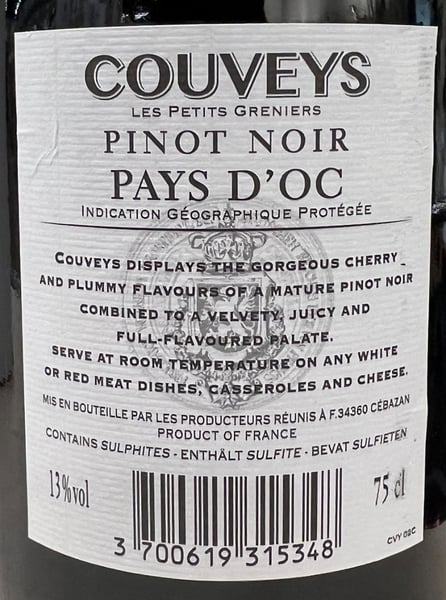 COUVEYS
LES PETITS GRENIERS
PINOT NOIR
PAYS D'OC
INDICATION GÉOGRAPHIQUE PROTÉGÉE
COUVEYS DISPLAYS THE GORGEOUS CHERRY
AND PLUMMY FLAVOURS OF A MATURE PINOT NOIR
COMBINED TO A VELVETY, JUICY AND
FULL-FLAVOURED PALATE.
SERVE AT ROOM TEMPERATURE ON ANY WHITE
OR RED MEAT DISHES, CASSEROLES AND CHEESE.
MIS EN BOUTEILLE PAR LES PRODUCTEURS RÉUNIS À F.34360 CÉBAZAN
PRODUCT OF FRANCE
CONTAINS SULPHITES - ENTHÄLT SULFITE - BEVAT SULFIETEN
13%vol
75 cl
3 700619 315348
CVY 02C